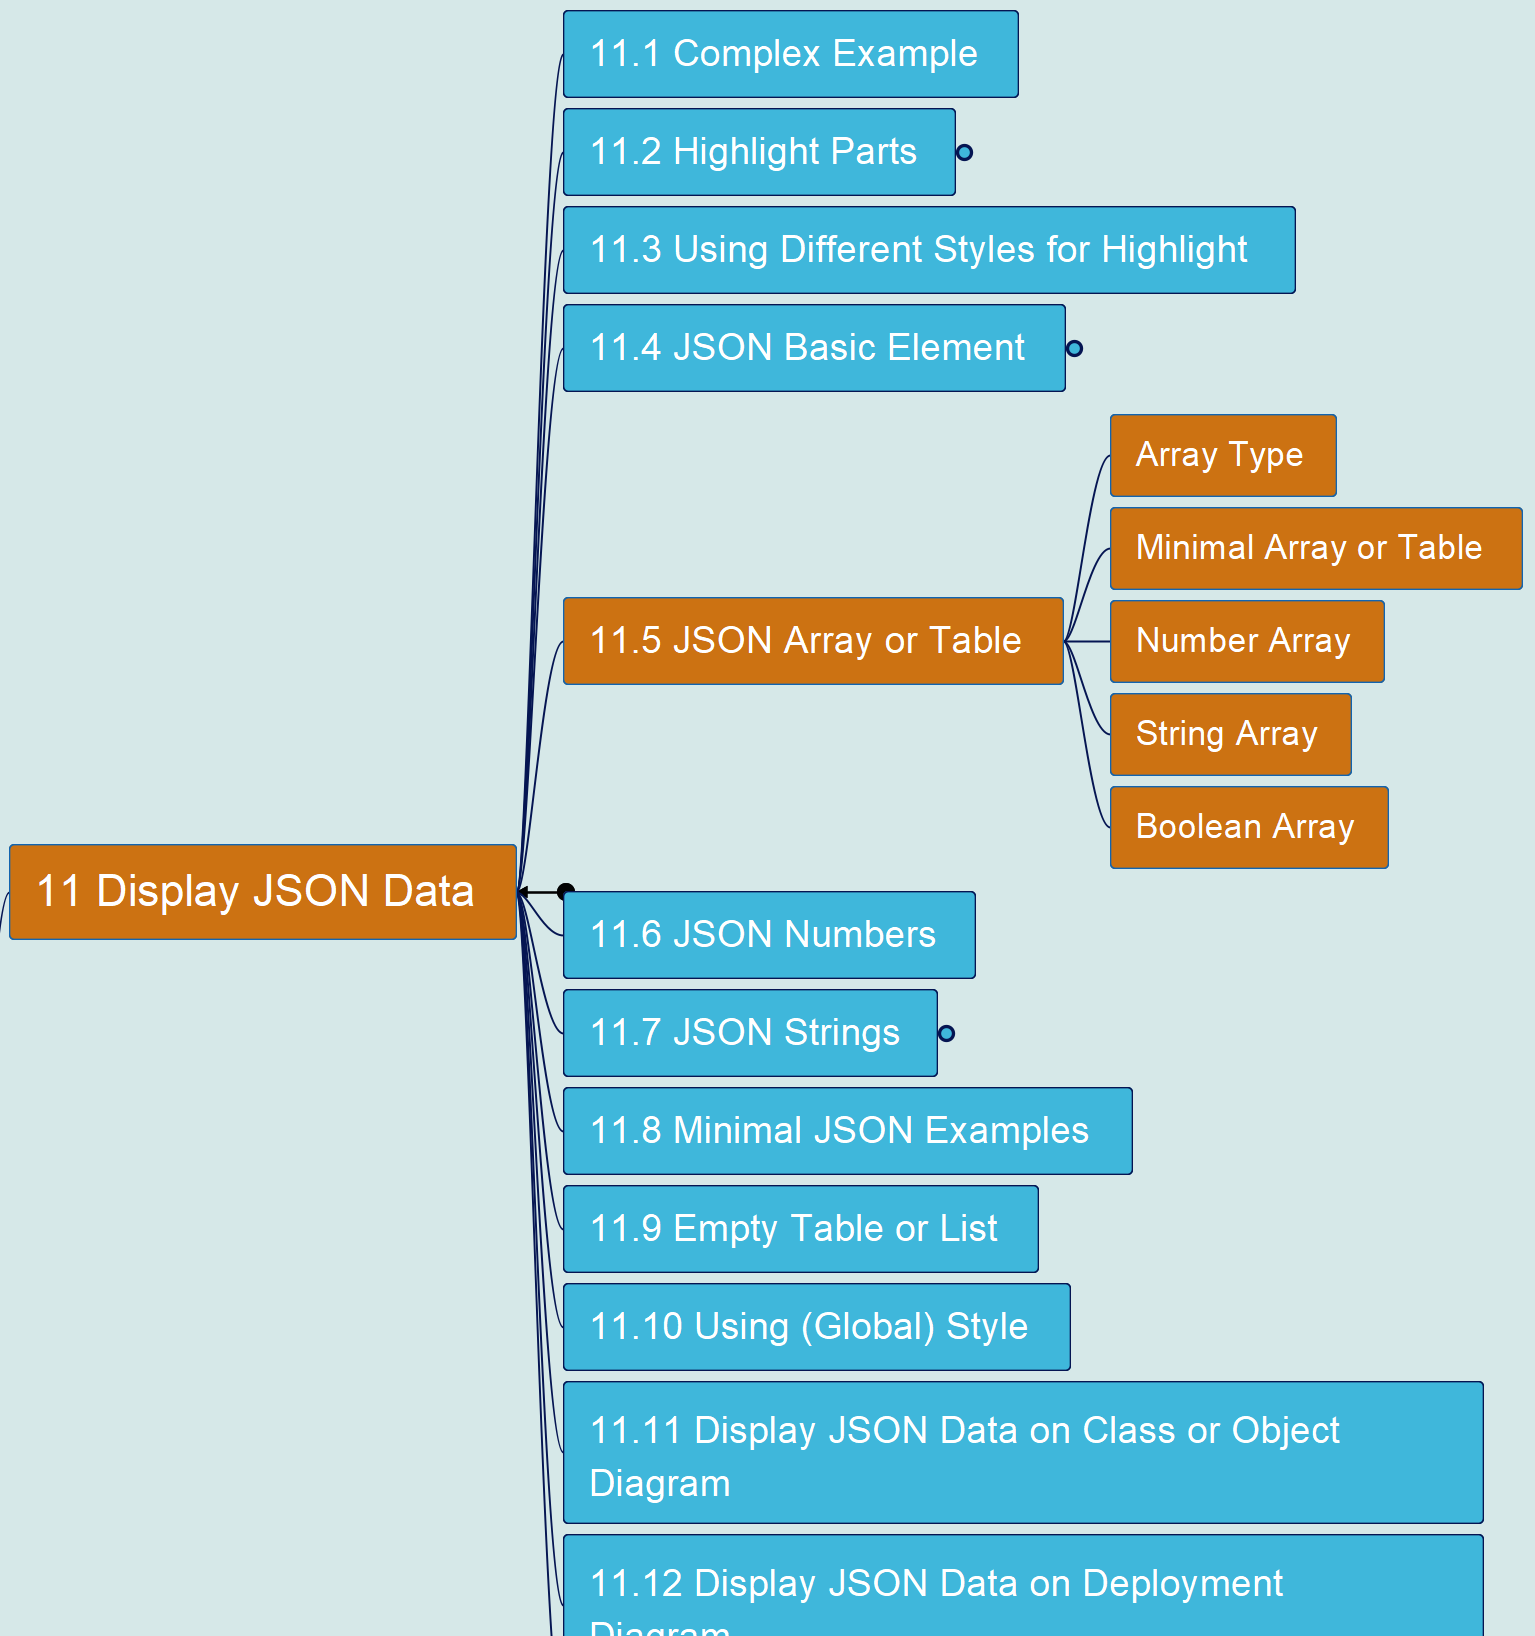 11.1 Complex Example
11.2 Highlight Parts
11.3 Using Different Styles for Highlight
11.4 JSON Basic Element
Array Type
Minimal Array or Table
Number Array
11.5 JSON Array or Table
String Array
Boolean Array
11 Display JSON Data
11.6 JSON Numbers
11.7 JSON Strings
11.8 Minimal JSON Examples
11.9 Empty Table or List
11.10 Using (Global) Style
11.11 Display JSON Data on Class or Object
Diagram
11.12 Display JSON Data on Deployment
Diagram